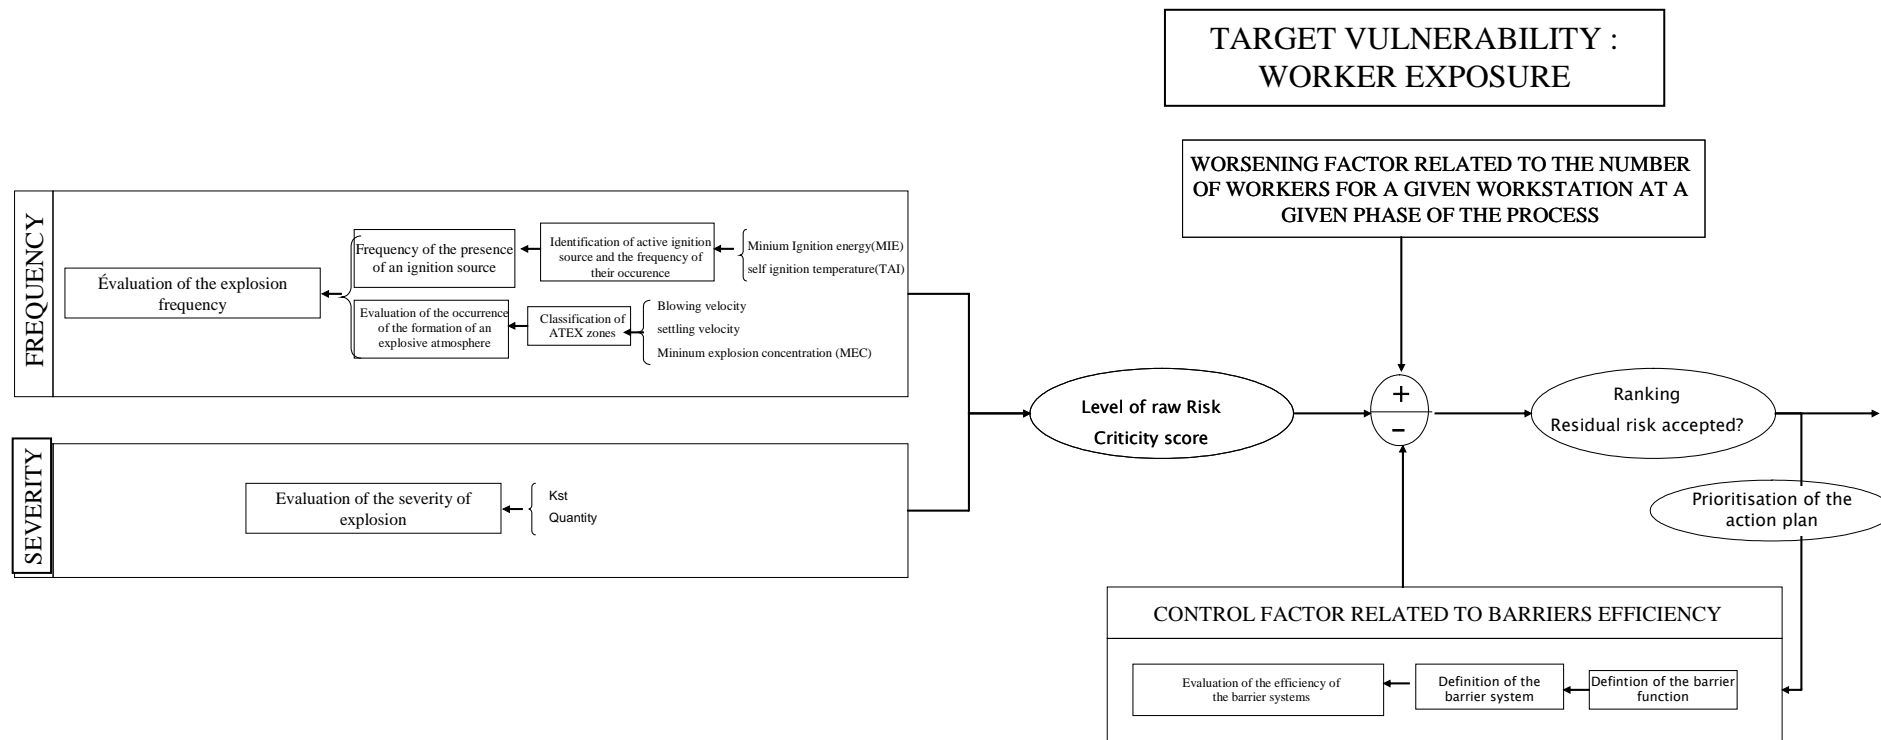 TARGET VULNERABILITY :
WORKER EXPOSURE
WORSENING FACTOR RELATED TO THE NUMBER
OF WORKERS FOR A GIVEN WORKSTATION AT A
GIVEN PHASE OF THE PROCESS
FREQUENCY
Évaluation of the explosion
frequency
Frequency of the presence
of an ignition source
Identification of active ignition
source and the frequency of
their occurence
Minium Ignition energy(MIE)
self ignition temperature(TAI)
Evaluation of the occurrence
of the formation of an
explosive atmosphere
Classification of
ATEX zones
Blowing velocity
settling velocity
Mininum explosion concentration (MEC)
SEVERITY
Evaluation of the severity of
explosion
Kst
Quantity
Level of raw Risk
Criticity score
+
−
Ranking
Residual risk accepted?
Prioritisation of the
action plan
CONTROL FACTOR RELATED TO BARRIERS EFFICIENCY
Evaluation of the efficiency of
the barrier systems
Definition of the
barrier system
Defintion of the barrier
function